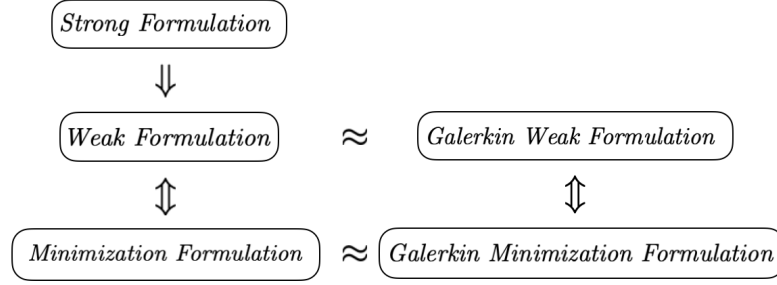 Strong Formulation
⇓
Weak Formulation ≈ Galerkin Weak Formulation
⇕ ⇕
Minimization Formulation ≈ Galerkin Minimization Formulation